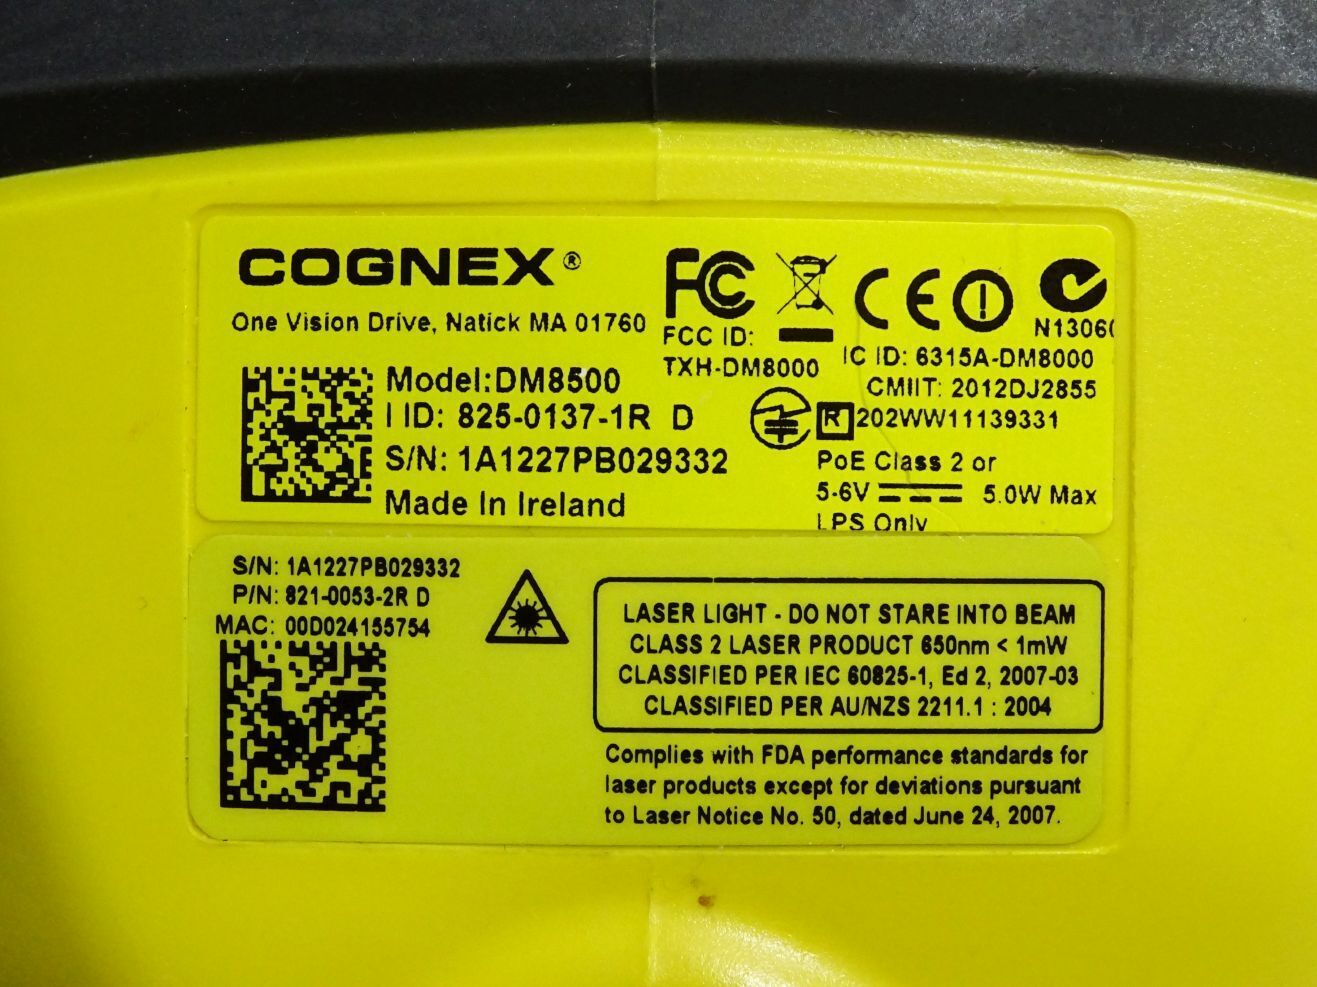 COGNEX®
One Vision Drive, Natick MA 01760
Model:DM8500
I ID: 825-0137-1R D
S/N: 1A1227PB029332
Made In Ireland
FC
FCC ID:
TXH-DM8000
CE
N1306
IC ID: 6315A-DM8000
CMIIT: 2012DJ2855
R 202WW11139331
PoE Class 2 or
5-6V 5.0W Max
LPS Only
S/N: 1A1227PB029332
P/N: 821-0053-2R D
MAC: 00D024155754
LASER LIGHT - DO NOT STARE INTO BEAM
CLASS 2 LASER PRODUCT 650nm < 1mW
CLASSIFIED PER IEC 60825-1, Ed 2, 2007-03
CLASSIFIED PER AU/NZS 2211.1 : 2004
Complies with FDA performance standards for
laser products except for deviations pursuant
to Laser Notice No. 50, dated June 24, 2007.